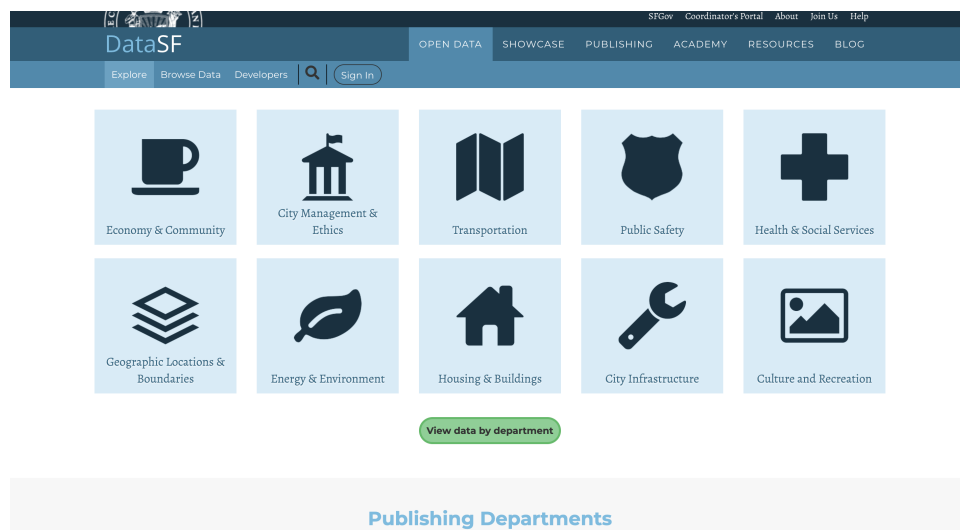 SFGov Coordinator's Portal About Join Us Help
DataSF
OPEN DATA SHOWCASE PUBLISHING ACADEMY RESOURCES BLOG
Explore Browse Data Developers Sign In
Economy & Community
City Management &
Ethics
Transportation
Public Safety
Health & Social Services
Geographic Locations &
Boundaries
Energy & Environment
Housing & Buildings
City Infrastructure
Culture and Recreation
View data by department
Publishing Departments